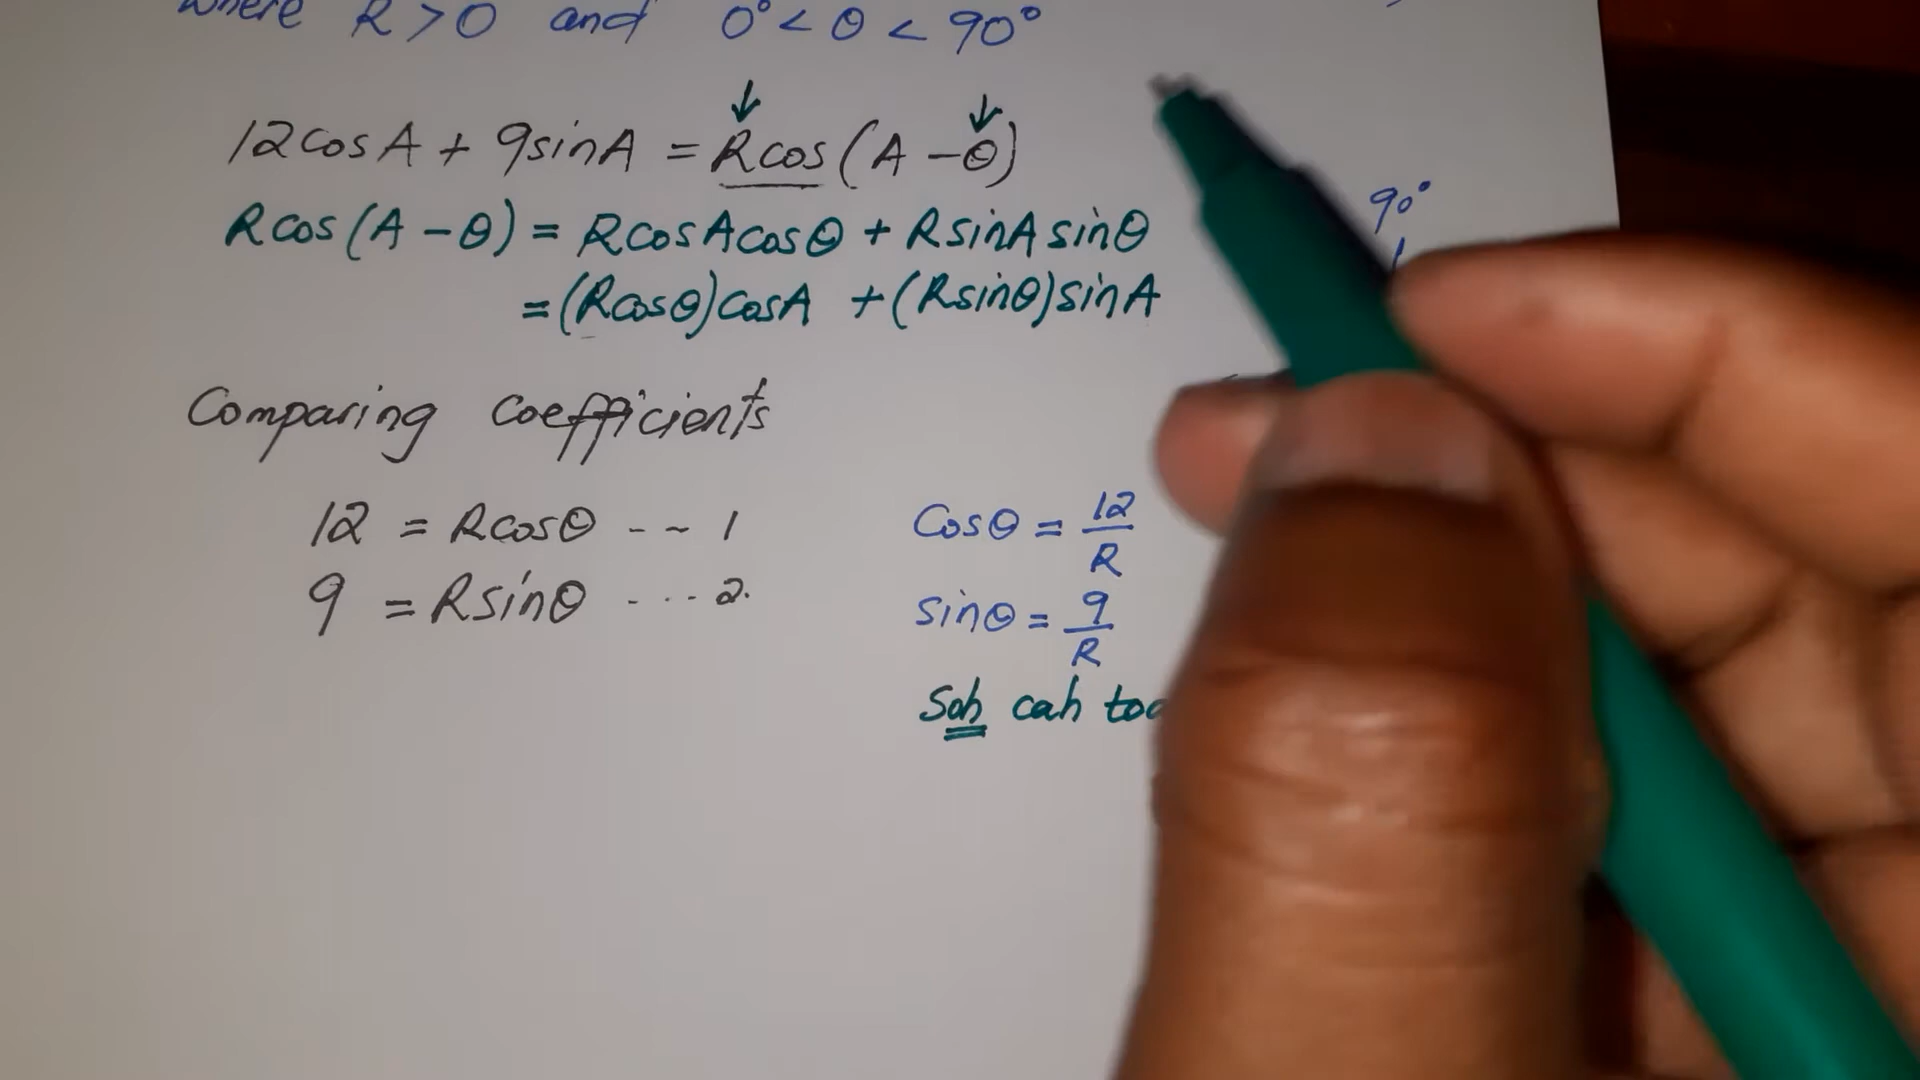 where R > 0 and 0° < θ < 90°
12cosA + 9sinA = Rcos(A - θ)
Rcos(A - θ) = RcosAcosθ + RsinAsinθ
= (Rcosθ)cosA + (Rsinθ)sinA
90°
Comparing coefficients
12 = Rcosθ - - ~ 1
9 = Rsinθ - - - 2.
Cosθ = 12/R
sinθ = 9/R
Soh cah toa